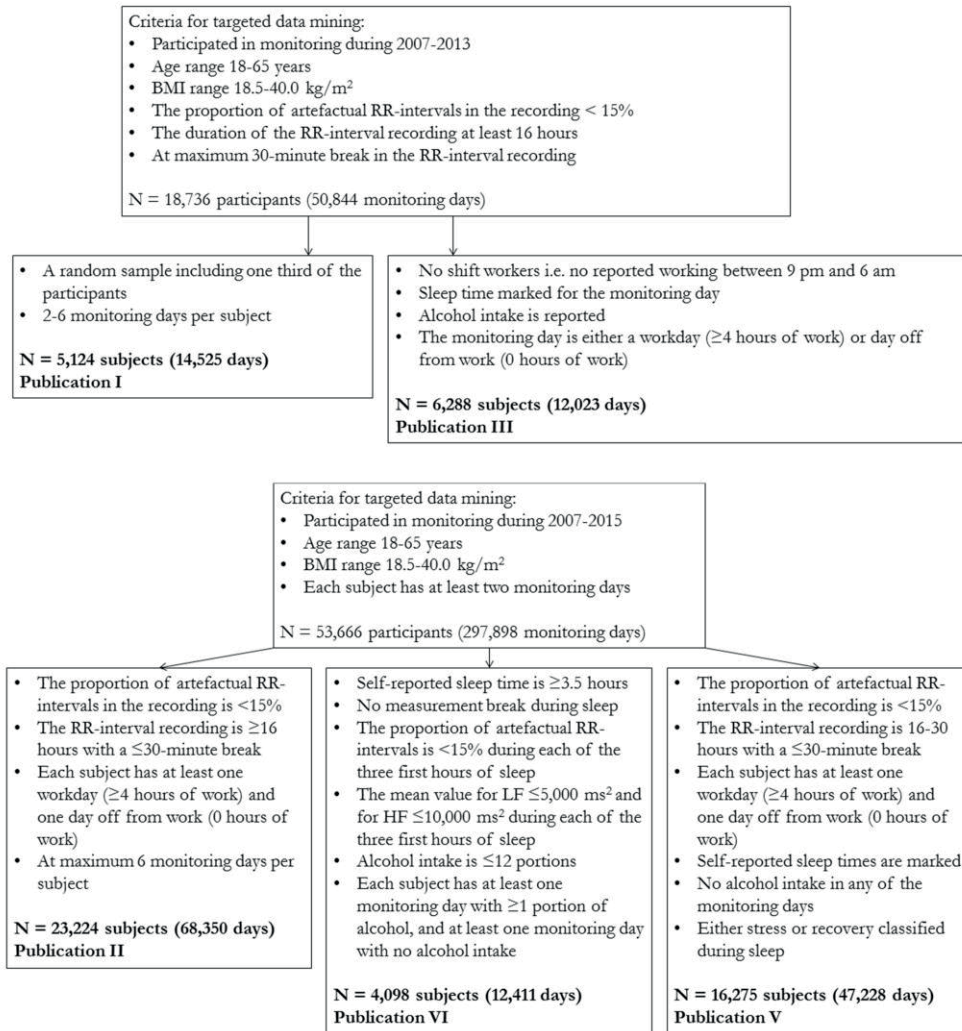 Criteria for targeted data mining:
• Participated in monitoring during 2007-2013
• Age range 18-65 years
• BMI range 18.5-40.0 kg/m²
• The proportion of artefactual RR-intervals in the recording < 15%
• The duration of the RR-interval recording at least 16 hours
• At maximum 30-minute break in the RR-interval recording
N = 18,736 participants (50,844 monitoring days)
• A random sample including one third of the
participants
• 2-6 monitoring days per subject
N = 5,124 subjects (14,525 days)
Publication I
• No shift workers i.e. no reported working between 9 pm and 6 am
• Sleep time marked for the monitoring day
• Alcohol intake is reported
• The monitoring day is either a workday (≥4 hours of work) or day off
from work (0 hours of work)
N = 6,288 subjects (12,023 days)
Publication III
Criteria for targeted data mining:
• Participated in monitoring during 2007-2015
• Age range 18-65 years
• BMI range 18.5-40.0 kg/m²
• Each subject has at least two monitoring days
N = 53,666 participants (297,898 monitoring days)
• The proportion of artefactual RR-
intervals in the recording is <15%
• The RR-interval recording is ≥16
hours with a ≤30-minute break
• Each subject has at least one
workday (≥4 hours of work) and
one day off from work (0 hours of
work)
• At maximum 6 monitoring days per
subject
N = 23,224 subjects (68,350 days)
Publication II
• Self-reported sleep time is ≥3.5 hours
• No measurement break during sleep
• The proportion of artefactual RR-
intervals is <15% during each of the
three first hours of sleep
• The mean value for LF ≤5,000 ms² and
for HF ≤10,000 ms² during each of the
three first hours of sleep
• Alcohol intake is ≤12 portions
• Each subject has at least one
monitoring day with ≥1 portion of
alcohol, and at least one monitoring day
with no alcohol intake
N = 4,098 subjects (12,411 days)
Publication VI
• The proportion of artefactual RR-
intervals in the recording is <15%
• The RR-interval recording is 16-30
hours with a ≤30-minute break
• Each subject has at least one
workday (≥4 hours of work) and
one day off from work (0 hours of
work)
• Self-reported sleep times are marked
• No alcohol intake in any of the
monitoring days
• Either stress or recovery classified
during sleep
N = 16,275 subjects (47,228 days)
Publication V